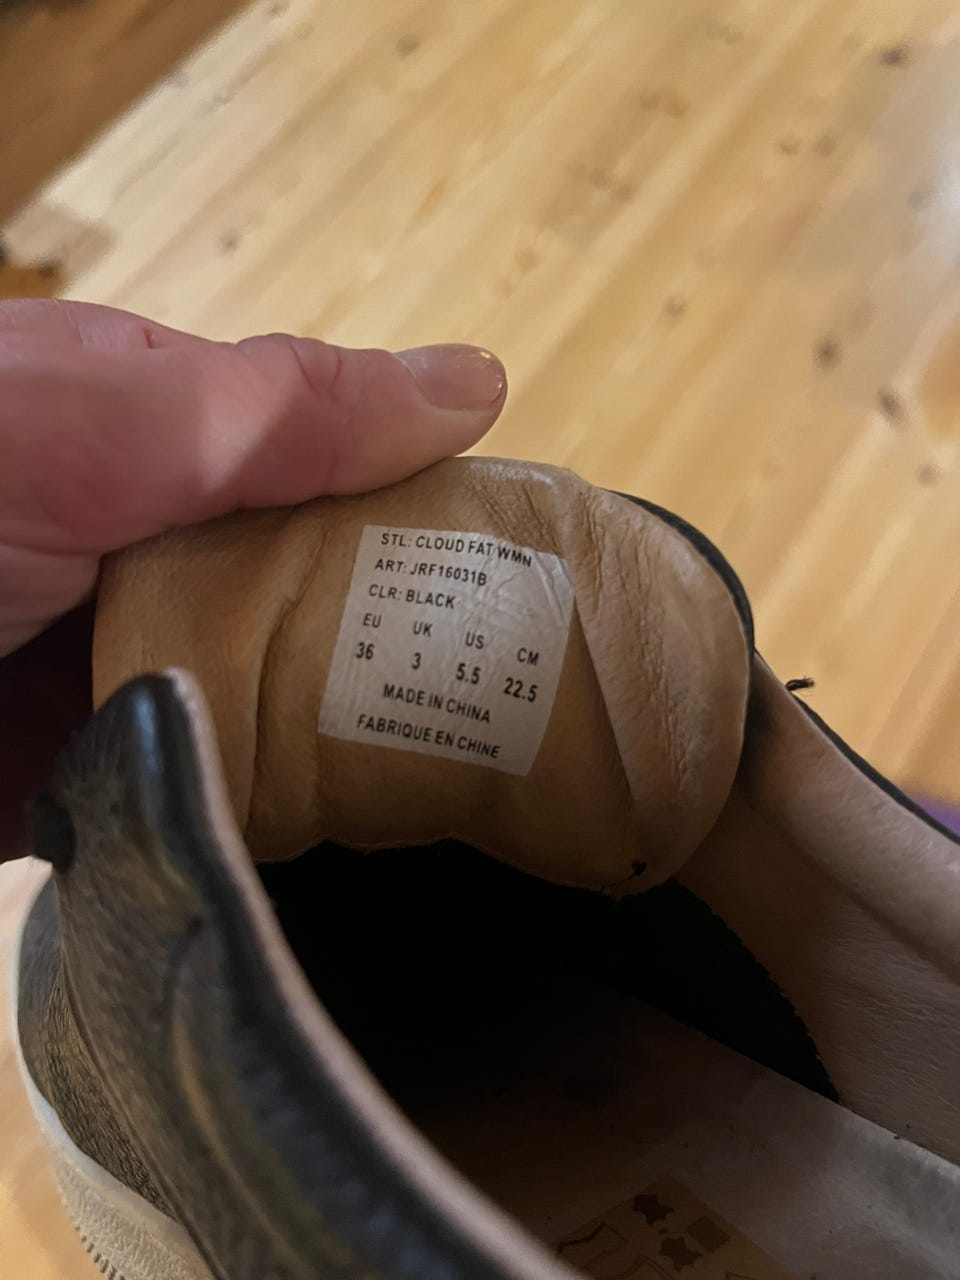 STL: CLOUD FAT WMN
ART: JRF16031B
CLR: BLACK
EU UK US CM
36 3 5.5 22.5
MADE IN CHINA
FABRIQUE EN CHINE